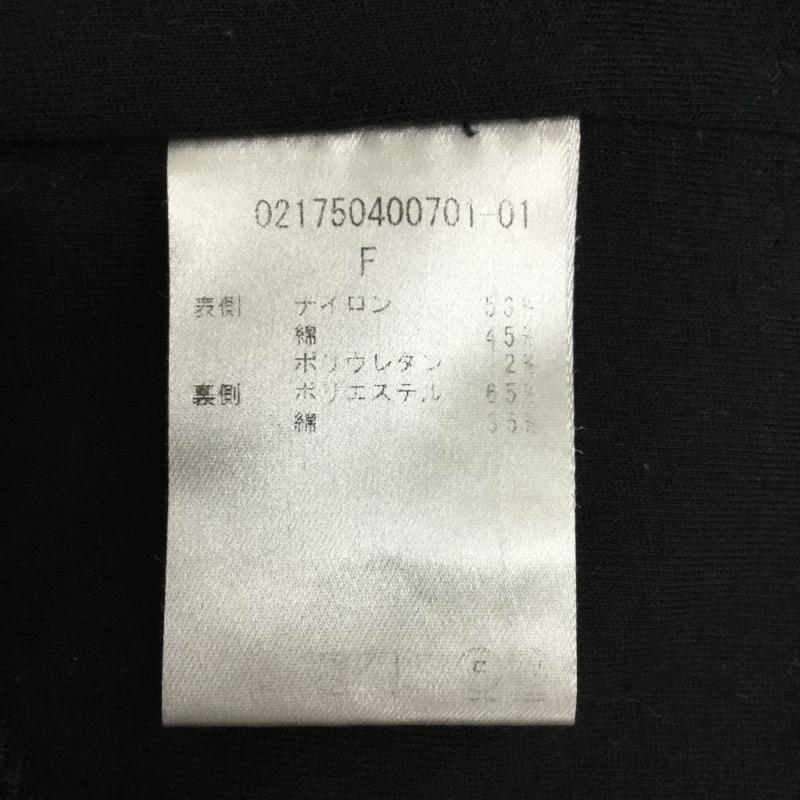 021750400701-01
F
表側 ナイロン 53%
綿 45%
ポリウレタン 2%
裏側 ポリエステル 65%
綿 35%